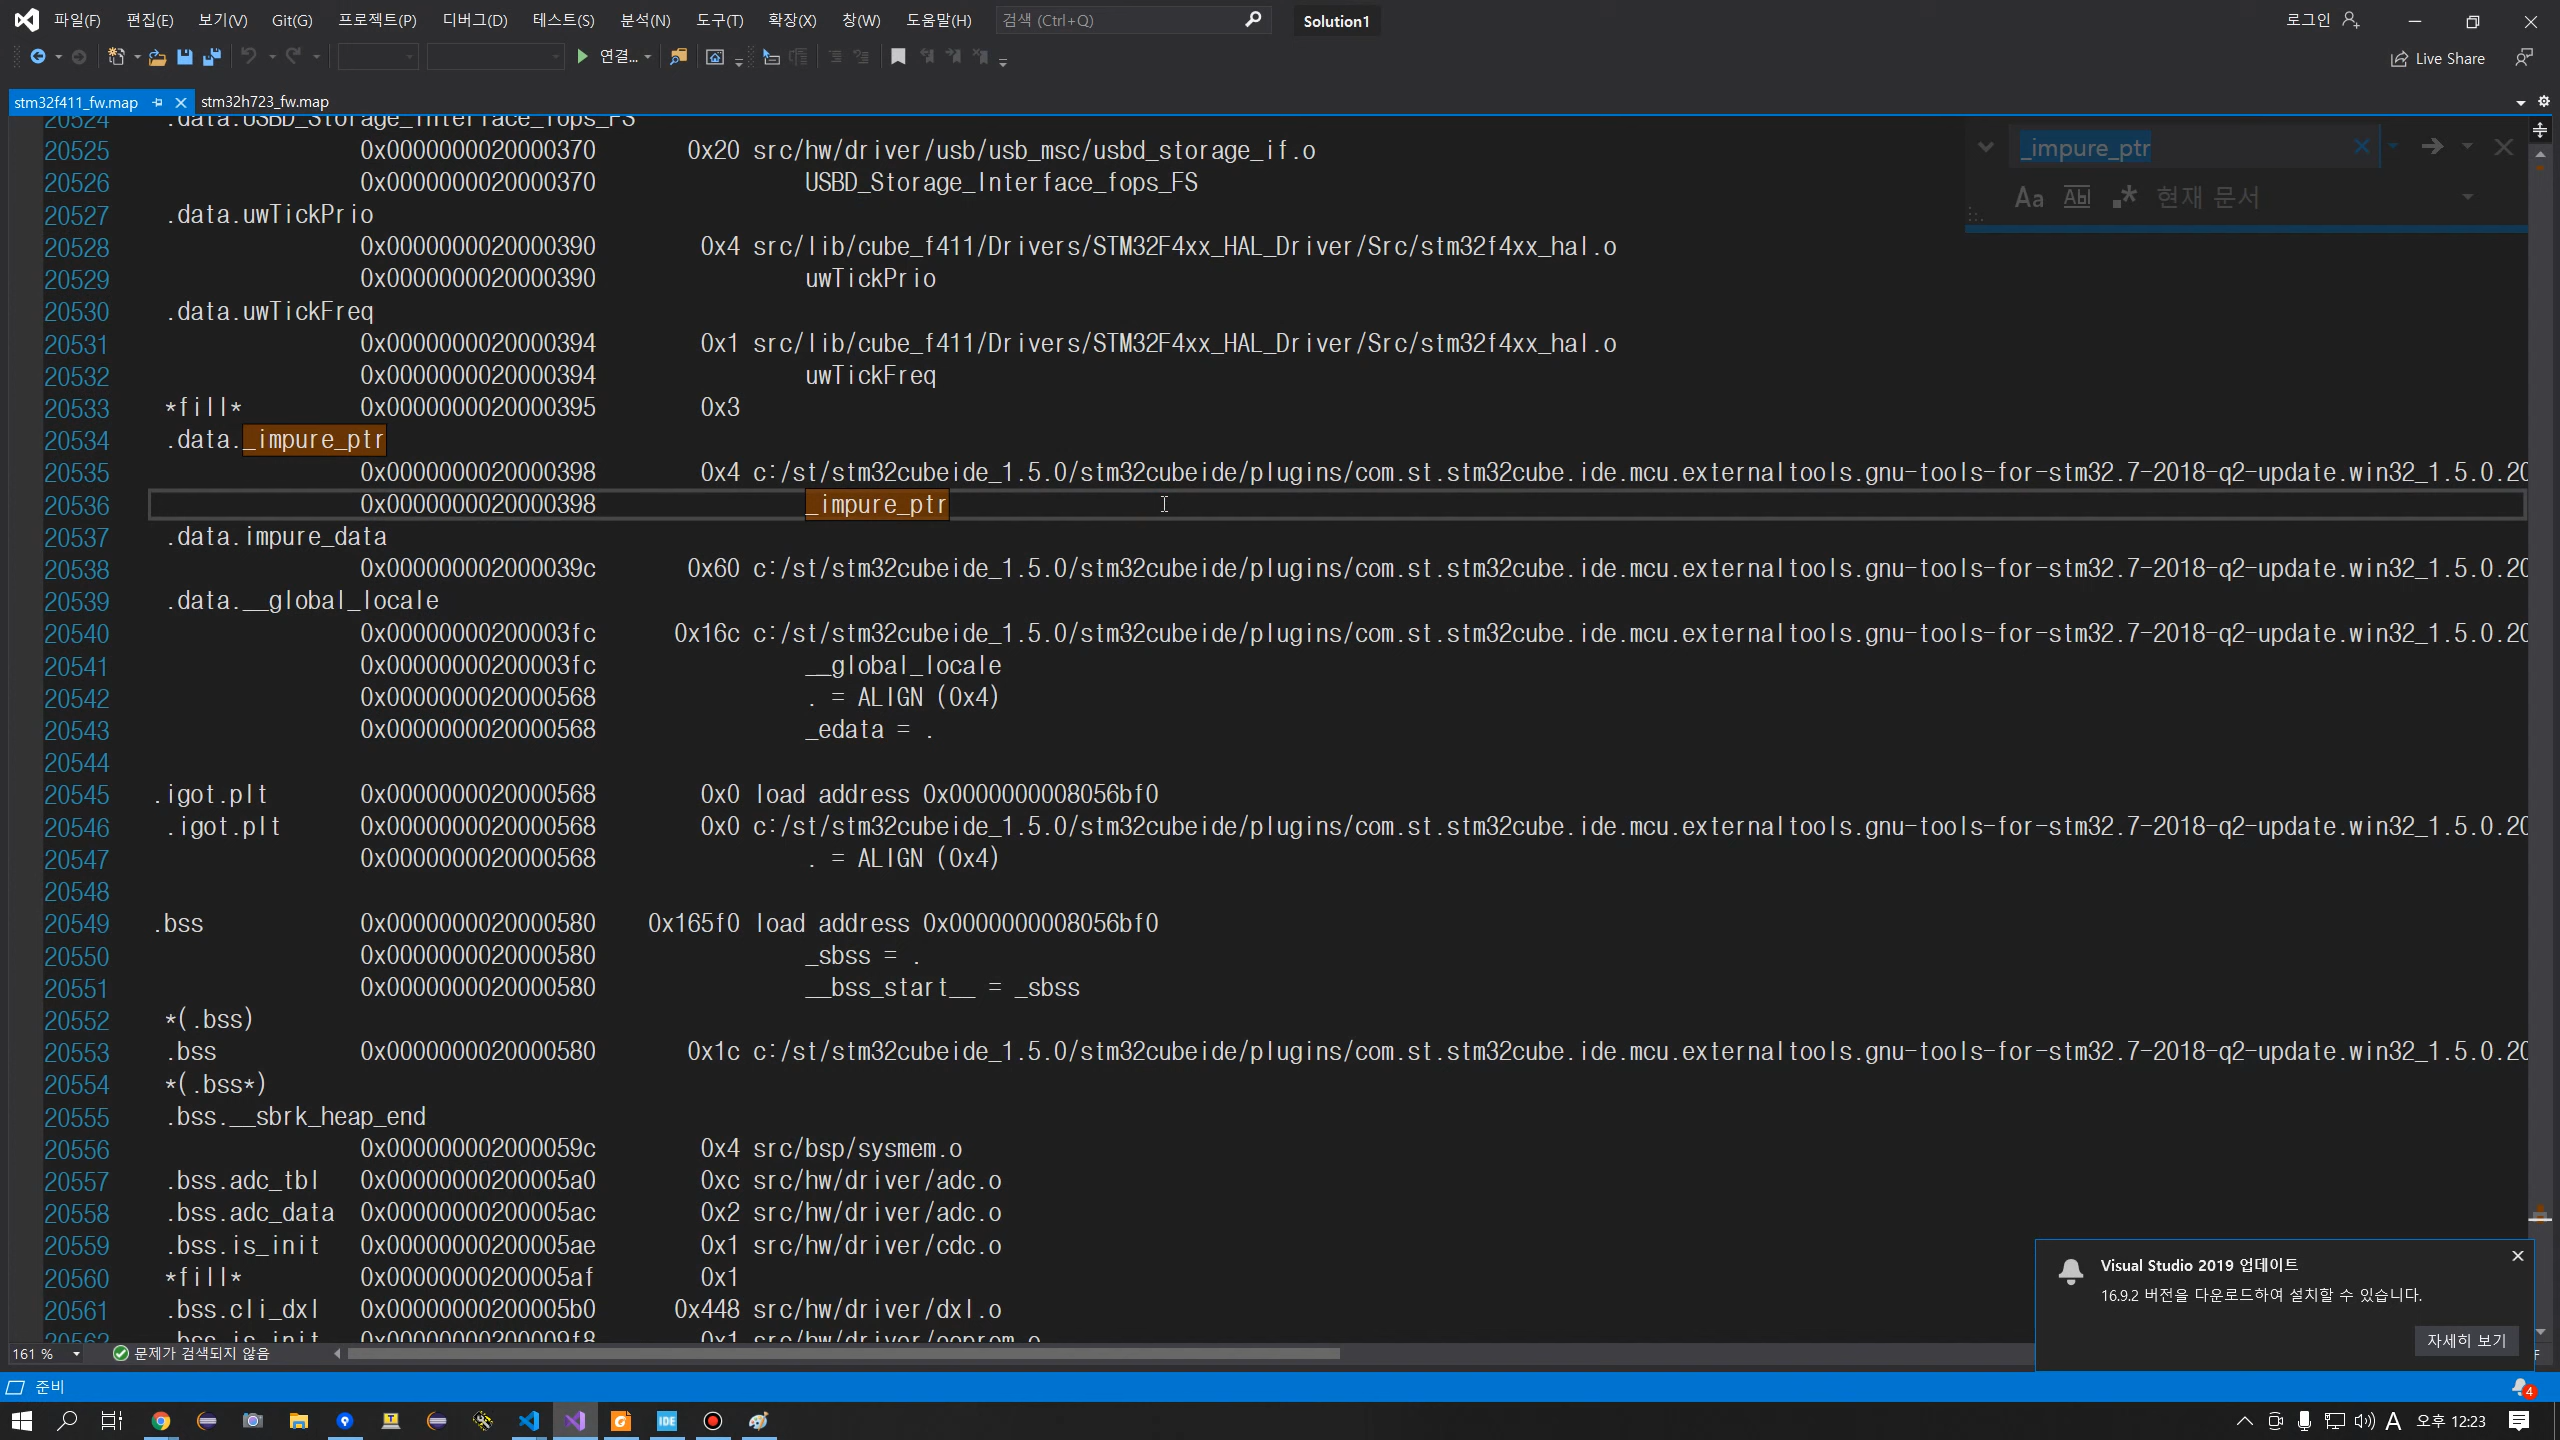 파일(F) 편집(E) 보기(V) Git(G) 프로젝트(P) 디버그(D) 테스트(S) 분석(N) 도구(T) 확장(X) 창(W) 도움말(H) 검색 (Ctrl+Q) Solution1 로그인
연결... Live Share
stm32f411_fw.map stm32h723_fw.map
_impure_ptr
Aa Abl .* 현재 문서
20524 .data.USBD_Storage_Interface_fops_FS
20525 0x0000000020000370 0x20 src/hw/driver/usb/usb_msc/usbd_storage_if.o
20526 0x0000000020000370 USBD_Storage_Interface_fops_FS
20527 .data.uwTickPrio
20528 0x0000000020000390 0x4 src/lib/cube_f411/Drivers/STM32F4xx_HAL_Driver/Src/stm32f4xx_hal.o
20529 0x0000000020000390 uwTickPrio
20530 .data.uwTickFreq
20531 0x0000000020000394 0x1 src/lib/cube_f411/Drivers/STM32F4xx_HAL_Driver/Src/stm32f4xx_hal.o
20532 0x0000000020000394 uwTickFreq
20533 *fill* 0x0000000020000395 0x3
20534 .data._impure_ptr
20535 0x0000000020000398 0x4 c:/st/stm32cubeide_1.5.0/stm32cubeide/plugins/com.st.stm32cube.ide.mcu.externaltools.gnu-tools-for-stm32.7-2018-q2-update.win32_1.5.0.20
20536 0x0000000020000398 _impure_ptr
20537 .data.impure_data
20538 0x000000002000039c 0x60 c:/st/stm32cubeide_1.5.0/stm32cubeide/plugins/com.st.stm32cube.ide.mcu.externaltools.gnu-tools-for-stm32.7-2018-q2-update.win32_1.5.0.20
20539 .data.__global_locale
20540 0x00000000200003fc 0x16c c:/st/stm32cubeide_1.5.0/stm32cubeide/plugins/com.st.stm32cube.ide.mcu.externaltools.gnu-tools-for-stm32.7-2018-q2-update.win32_1.5.0.20
20541 0x00000000200003fc __global_locale
20542 0x0000000020000568 . = ALIGN (0x4)
20543 0x0000000020000568 _edata = .
20544
20545 .igot.plt 0x0000000020000568 0x0 load address 0x0000000008056bf0
20546 .igot.plt 0x0000000020000568 0x0 c:/st/stm32cubeide_1.5.0/stm32cubeide/plugins/com.st.stm32cube.ide.mcu.externaltools.gnu-tools-for-stm32.7-2018-q2-update.win32_1.5.0.20
20547 0x0000000020000568 . = ALIGN (0x4)
20548
20549 .bss 0x0000000020000580 0x165f0 load address 0x0000000008056bf0
20550 0x0000000020000580 _sbss = .
20551 0x0000000020000580 __bss_start__ = _sbss
20552 *(.bss)
20553 .bss 0x0000000020000580 0x1c c:/st/stm32cubeide_1.5.0/stm32cubeide/plugins/com.st.stm32cube.ide.mcu.externaltools.gnu-tools-for-stm32.7-2018-q2-update.win32_1.5.0.20
20554 *(.bss*)
20555 .bss.__sbrk_heap_end
20556 0x000000002000059c 0x4 src/bsp/sysmem.o
20557 .bss.adc_tbl 0x00000000200005a0 0xc src/hw/driver/adc.o
20558 .bss.adc_data 0x00000000200005ac 0x2 src/hw/driver/adc.o
20559 .bss.is_init 0x00000000200005ae 0x1 src/hw/driver/cdc.o
20560 *fill* 0x00000000200005af 0x1
20561 .bss.cli_dxl 0x00000000200005b0 0x448 src/hw/driver/dxl.o
20562 .bss.is_init 0x00000000200009f8 0x1 src/hw/driver/eeprom.o
Visual Studio 2019 업데이트
16.9.2 버전을 다운로드하여 설치할 수 있습니다.
자세히 보기
161 % 문제가 검색되지 않음
준비 4
IDE A 오후 12:23